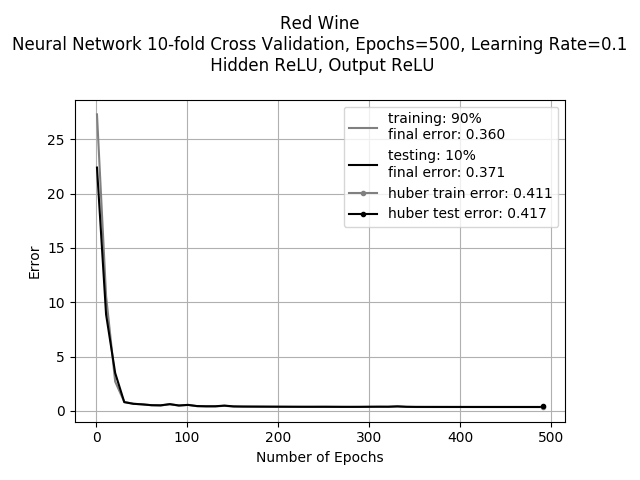 Red Wine
Neural Network 10-fold Cross Validation, Epochs=500, Learning Rate=0.1
Hidden ReLU, Output ReLU
training: 90%
final error: 0.360
testing: 10%
final error: 0.371
huber train error: 0.411
huber test error: 0.417
Error
25
20
15
10
5
0
0 100 200 300 400 500
Number of Epochs